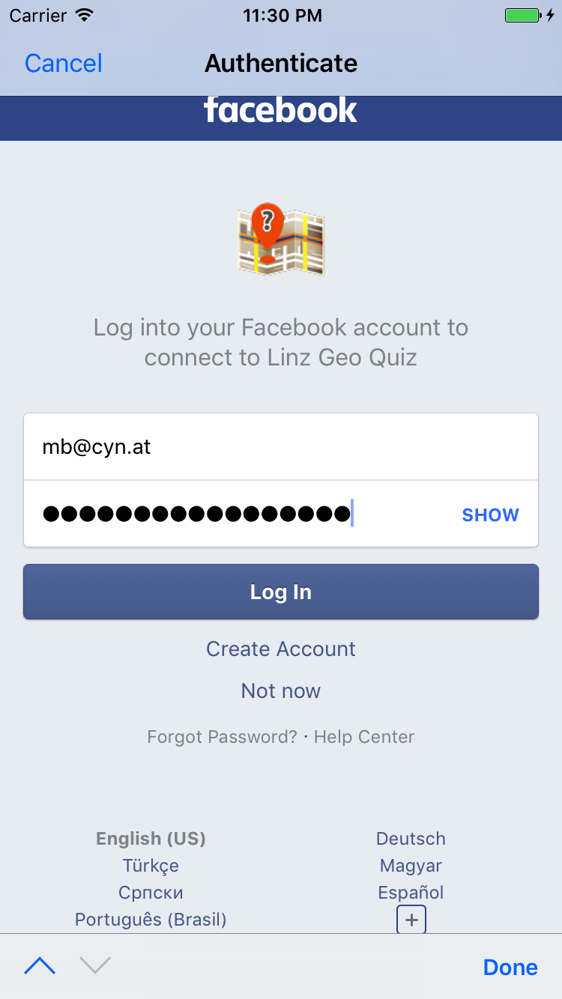 Carrier 11:30 PM
Cancel Authenticate
facebook
?
Log into your Facebook account to
connect to Linz Geo Quiz
mb@cyn.at
●●●●●●●●●●●●●●●●● SHOW
Log In
Create Account
Not now
Forgot Password? · Help Center
English (US) Deutsch
Türkçe Magyar
Српски Español
Português (Brasil) +
Done